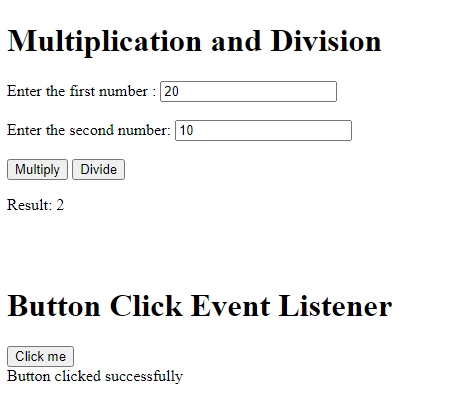 Multiplication and Division
Enter the first number : 20
Enter the second number: 10
Multiply Divide
Result: 2
Button Click Event Listener
Click me
Button clicked successfully